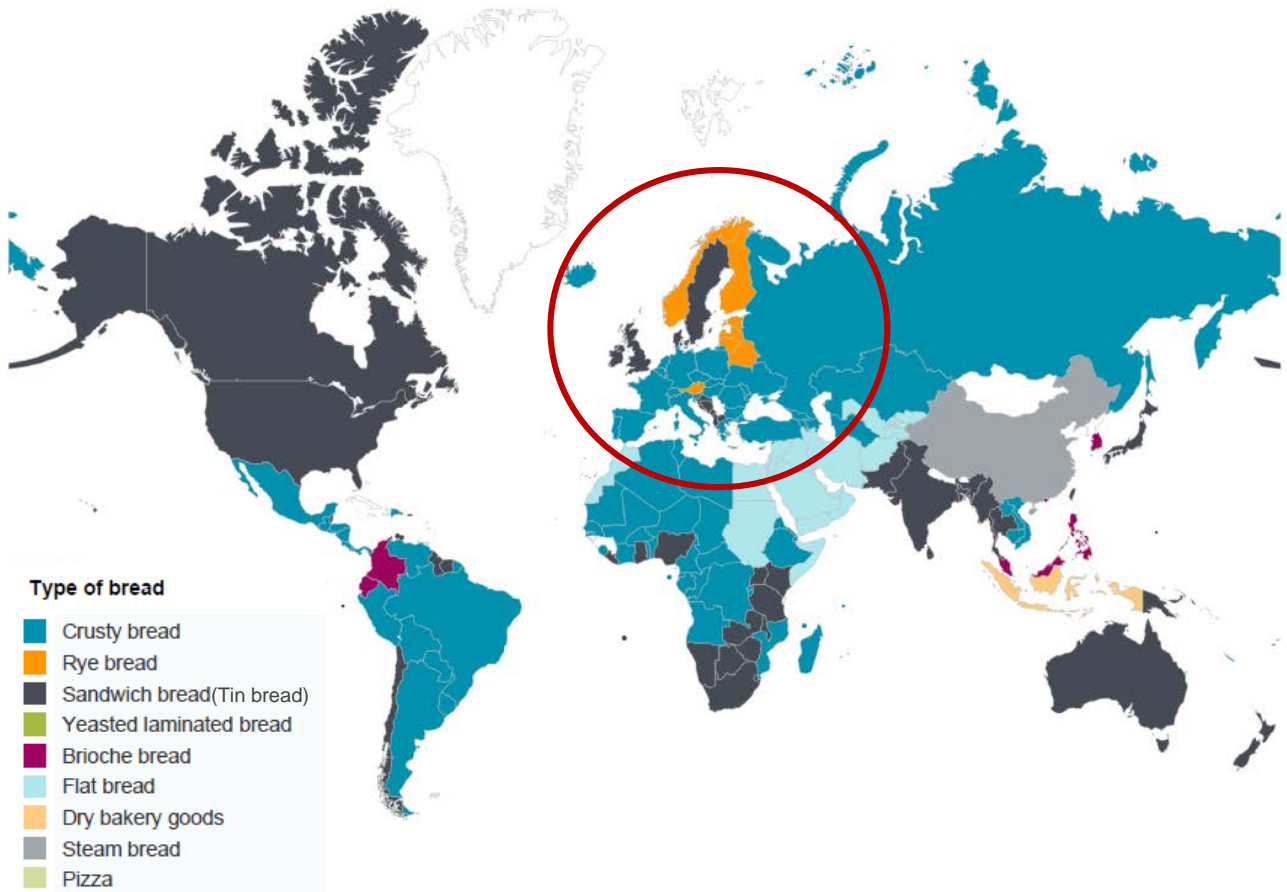 Type of bread
Crusty bread
Rye bread
Sandwich bread(Tin bread)
Yeasted laminated bread
Brioche bread
Flat bread
Dry bakery goods
Steam bread
Pizza